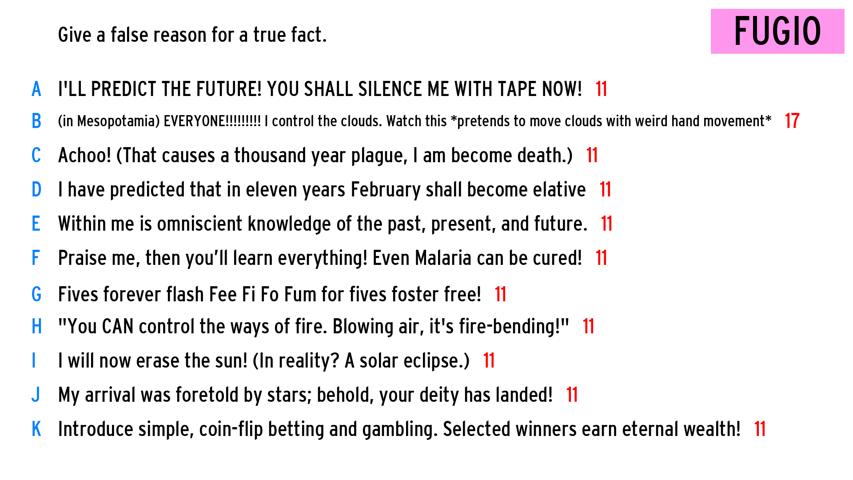 Give a false reason for a true fact.
FUGIO
A I'LL PREDICT THE FUTURE! YOU SHALL SILENCE ME WITH TAPE NOW! 11
B (in Mesopotamia) EVERYONE!!!!!!!!! I control the clouds. Watch this *pretends to move clouds with weird hand movement* 17
C Achoo! (That causes a thousand year plague, I am become death.) 11
D I have predicted that in eleven years February shall become elative 11
E Within me is omniscient knowledge of the past, present, and future. 11
F Praise me, then you'll learn everything! Even Malaria can be cured! 11
G Fives forever flash Fee Fi Fo Fum for fives foster free! 11
H "You CAN control the ways of fire. Blowing air, it's fire-bending!" 11
I I will now erase the sun! (In reality? A solar eclipse.) 11
J My arrival was foretold by stars; behold, your deity has landed! 11
K Introduce simple, coin-flip betting and gambling. Selected winners earn eternal wealth! 11